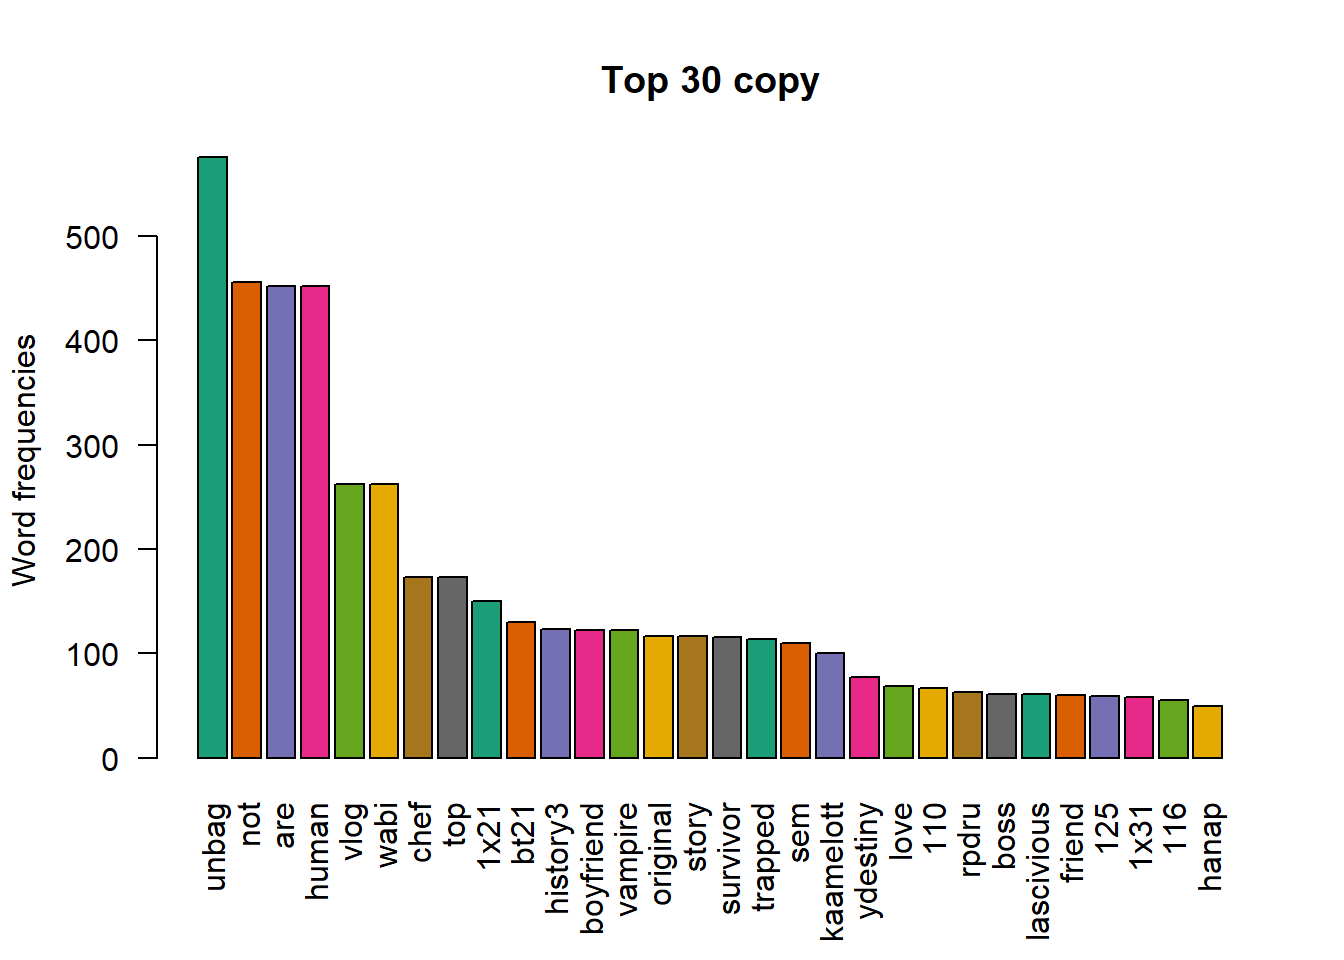 Top 30 copy
Word frequencies
500
400
300
200
100
0
unbag
not
are
human
vlog
wabi
chef
top
1x21
bt21
history3
boyfriend
vampire
original
story
survivor
trapped
sem
kaamelott
ydestiny
love
110
rpdru
boss
lascivious
friend
125
1x31
116
hanap